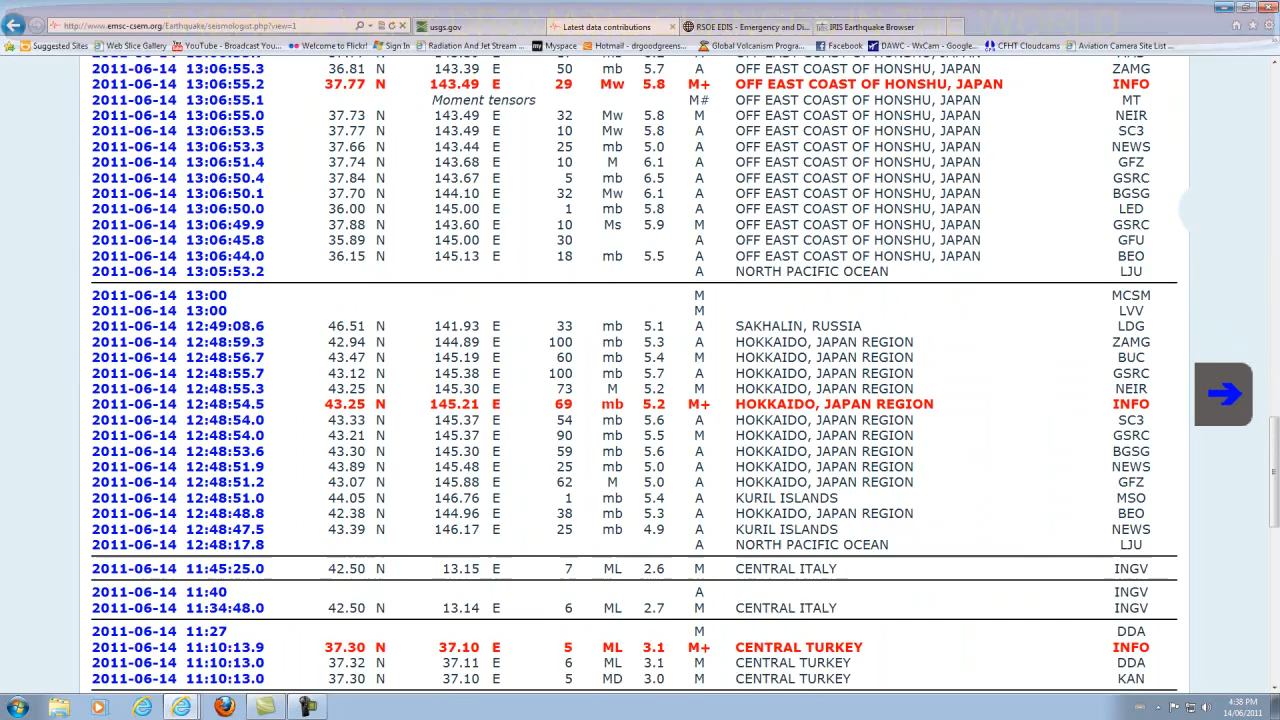 http://www.emsc-csem.org/Earthquake/seismologist.php?view=1 usgs.gov Latest data contributions RSOE EDIS - Emergency and Di... IRIS Earthquake Browser
Suggested Sites Web Slice Gallery YouTube - Broadcast You... Welcome to Flickr! Sign In Radiation And Jet Stream ... Myspace Hotmail - drgoodgreens... Global Volcanism Progra... Facebook DAWC - WxCam - Googl... CFHT Cloudcams Aviation Camera Site List ...
2011-06-14 13:06:55.3 36.81 N 143.39 E 50 mb 5.7 A OFF EAST COAST OF HONSHU, JAPAN ZAMG
2011-06-14 13:06:55.2 37.77 N 143.49 E 29 Mw 5.8 M+ OFF EAST COAST OF HONSHU, JAPAN INFO
2011-06-14 13:06:55.1 Moment tensors M# OFF EAST COAST OF HONSHU, JAPAN MT
2011-06-14 13:06:55.0 37.73 N 143.49 E 32 Mw 5.8 M OFF EAST COAST OF HONSHU, JAPAN NEIR
2011-06-14 13:06:53.5 37.77 N 143.49 E 10 Mw 5.8 A OFF EAST COAST OF HONSHU, JAPAN SC3
2011-06-14 13:06:53.3 37.66 N 143.44 E 25 mb 5.0 A OFF EAST COAST OF HONSHU, JAPAN NEWS
2011-06-14 13:06:51.4 37.74 N 143.68 E 10 M 6.1 A OFF EAST COAST OF HONSHU, JAPAN GFZ
2011-06-14 13:06:50.4 37.84 N 143.67 E 5 mb 6.5 A OFF EAST COAST OF HONSHU, JAPAN GSRC
2011-06-14 13:06:50.1 37.70 N 144.10 E 32 Mw 6.1 A OFF EAST COAST OF HONSHU, JAPAN BGSG
2011-06-14 13:06:50.0 36.00 N 145.00 E 1 mb 5.8 A OFF EAST COAST OF HONSHU, JAPAN LED
2011-06-14 13:06:49.9 37.88 N 143.60 E 10 Ms 5.9 M OFF EAST COAST OF HONSHU, JAPAN GSRC
2011-06-14 13:06:45.8 35.89 N 145.00 E 30 A OFF EAST COAST OF HONSHU, JAPAN GFU
2011-06-14 13:06:44.0 36.15 N 145.13 E 18 mb 5.5 A OFF EAST COAST OF HONSHU, JAPAN BEO
2011-06-14 13:05:53.2 A NORTH PACIFIC OCEAN LJU
2011-06-14 13:00 M MCSM
2011-06-14 13:00 M LVV
2011-06-14 12:49:08.6 46.51 N 141.93 E 33 mb 5.1 A SAKHALIN, RUSSIA LDG
2011-06-14 12:48:59.3 42.94 N 144.89 E 100 mb 5.3 A HOKKAIDO, JAPAN REGION ZAMG
2011-06-14 12:48:56.7 43.47 N 145.19 E 60 mb 5.4 M HOKKAIDO, JAPAN REGION BUC
2011-06-14 12:48:55.7 43.12 N 145.38 E 100 mb 5.7 A HOKKAIDO, JAPAN REGION GSRC
2011-06-14 12:48:55.3 43.25 N 145.30 E 73 M 5.2 M HOKKAIDO, JAPAN REGION NEIR
2011-06-14 12:48:54.5 43.25 N 145.21 E 69 mb 5.2 M+ HOKKAIDO, JAPAN REGION INFO
2011-06-14 12:48:54.0 43.33 N 145.37 E 54 mb 5.6 A HOKKAIDO, JAPAN REGION SC3
2011-06-14 12:48:54.0 43.21 N 145.37 E 90 mb 5.5 M HOKKAIDO, JAPAN REGION GSRC
2011-06-14 12:48:53.6 43.30 N 145.30 E 59 mb 5.6 A HOKKAIDO, JAPAN REGION BGSG
2011-06-14 12:48:51.9 43.89 N 145.48 E 25 mb 5.0 A HOKKAIDO, JAPAN REGION NEWS
2011-06-14 12:48:51.2 43.07 N 145.88 E 62 M 5.0 A HOKKAIDO, JAPAN REGION GFZ
2011-06-14 12:48:51.0 44.05 N 146.76 E 1 mb 5.4 A KURIL ISLANDS MSO
2011-06-14 12:48:48.8 42.38 N 144.96 E 38 mb 5.3 A HOKKAIDO, JAPAN REGION BEO
2011-06-14 12:48:47.5 43.39 N 146.17 E 25 mb 4.9 A KURIL ISLANDS NEWS
2011-06-14 12:48:17.8 A NORTH PACIFIC OCEAN LJU
2011-06-14 11:45:25.0 42.50 N 13.15 E 7 ML 2.6 M CENTRAL ITALY INGV
2011-06-14 11:40 A INGV
2011-06-14 11:34:48.0 42.50 N 13.14 E 6 ML 2.7 M CENTRAL ITALY INGV
2011-06-14 11:27 M DDA
2011-06-14 11:10:13.9 37.30 N 37.10 E 5 ML 3.1 M+ CENTRAL TURKEY INFO
2011-06-14 11:10:13.0 37.32 N 37.11 E 6 ML 3.1 M CENTRAL TURKEY DDA
2011-06-14 11:10:13.0 37.30 N 37.10 E 5 MD 3.0 M CENTRAL TURKEY KAN
4:38 PM
14/06/2011